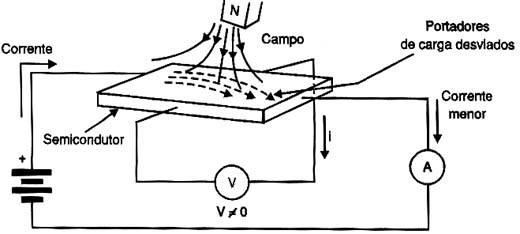 N
Campo
Portadores
de carga desviados
Corrente
Corrente
menor
Semicondutor
i
+
V
A
V ≠ 0